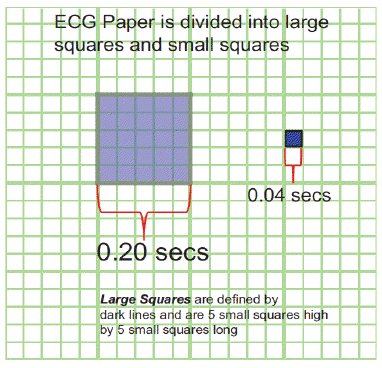 ECG Paper is divided into large
squares and small squares
0.04 secs
0.20 secs
Large Squares are defined by
dark lines and are 5 small squares high
by 5 small squares long